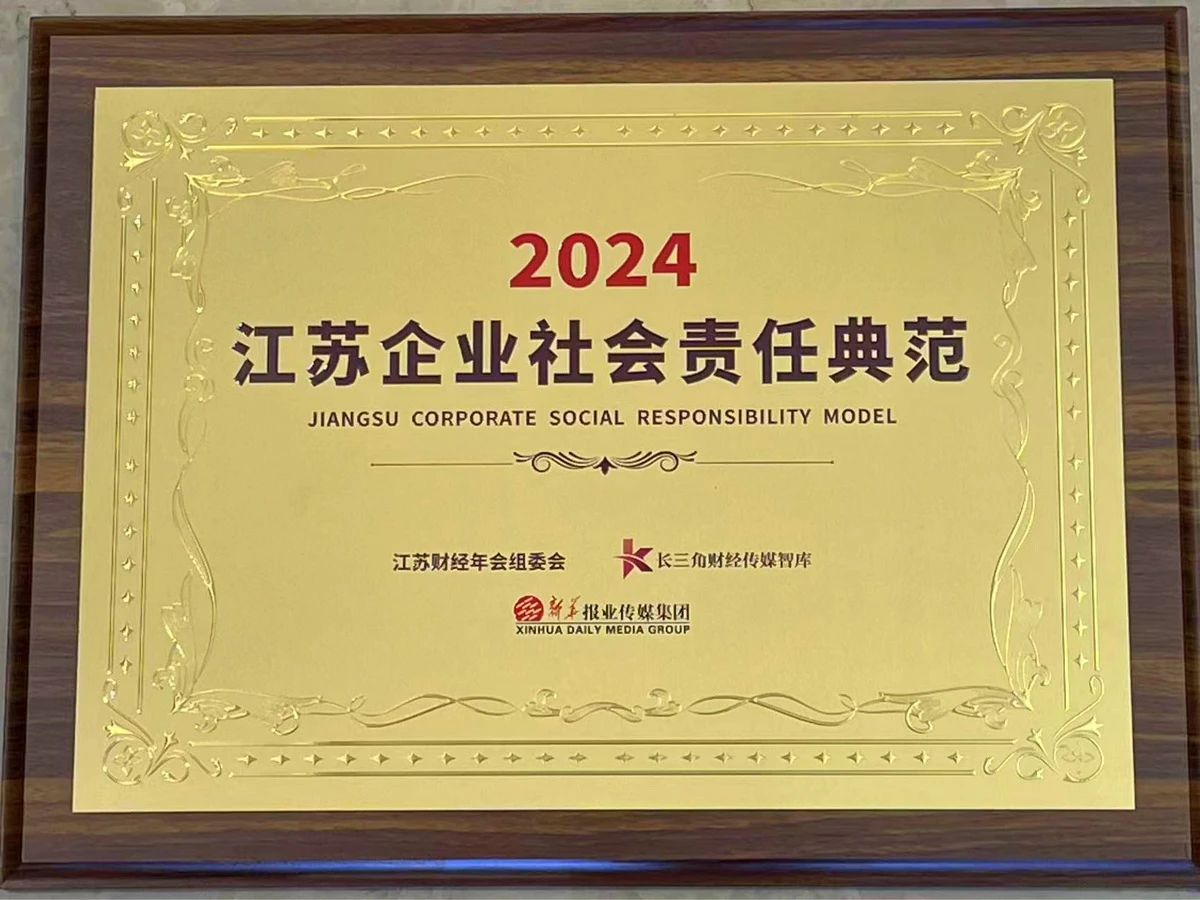 2024
江苏企业社会责任典范
JIANGSU CORPORATE SOCIAL RESPONSIBILITY MODEL
江苏财经年会组委会 长三角财经传媒智库
新华报业传媒集团
XINHUA DAILY MEDIA GROUP